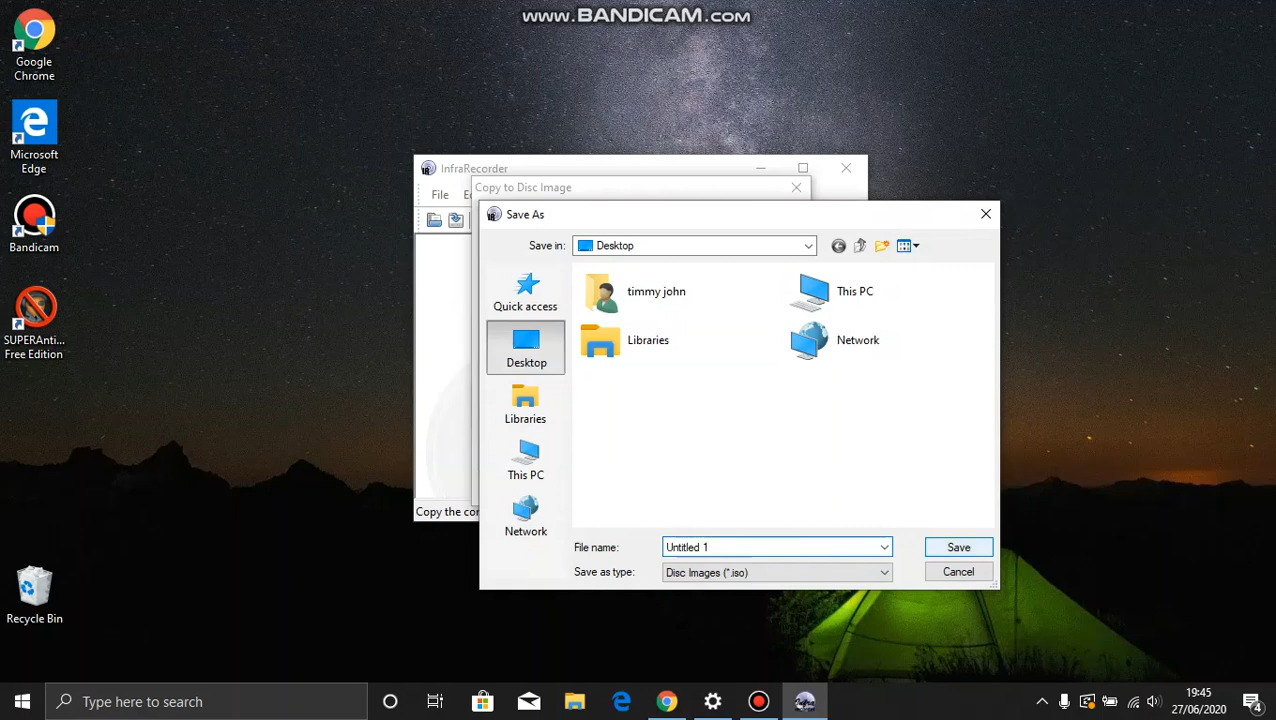 www.BANDICAM.com
Google
Chrome
Microsoft
Edge
Bandicam
SUPERAnti...
Free Edition
Recycle Bin
InfraRecorder
File
Copy to Disc Image
Save As
Save in:
Desktop
Quick access
Desktop
Libraries
This PC
Network
timmy john
This PC
Libraries
Network
File name:
Untitled 1
Save
Save as type:
Disc Images (*.iso)
Cancel
Type here to search
19:45
27/06/2020
4